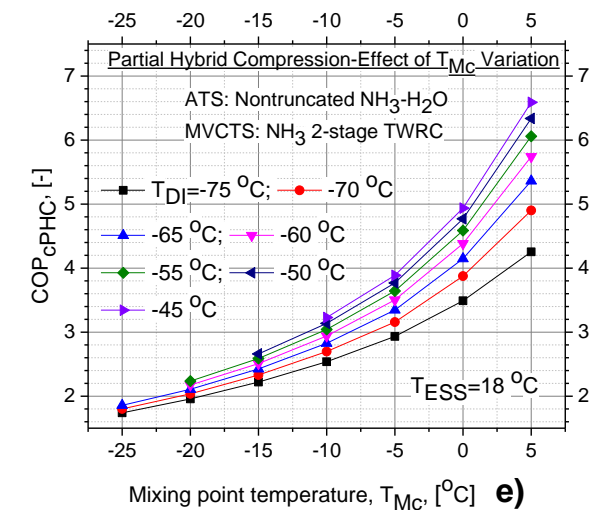 -25 -20 -15 -10 -5 0 5
Partial Hybrid Compression-Effect of TMc Variation
ATS: Nontruncated NH3-H2O
MVCTS: NH3 2-stage TWRC
TDI=-75 oC; -70 oC
-65 oC; -60 oC
-55 oC; -50 oC
-45 oC
TESS=18 oC
7
6
5
4
3
2
COPcPHC, [-]
7
6
5
4
3
2
-25 -20 -15 -10 -5 0 5
Mixing point temperature, TMc, [oC] e)